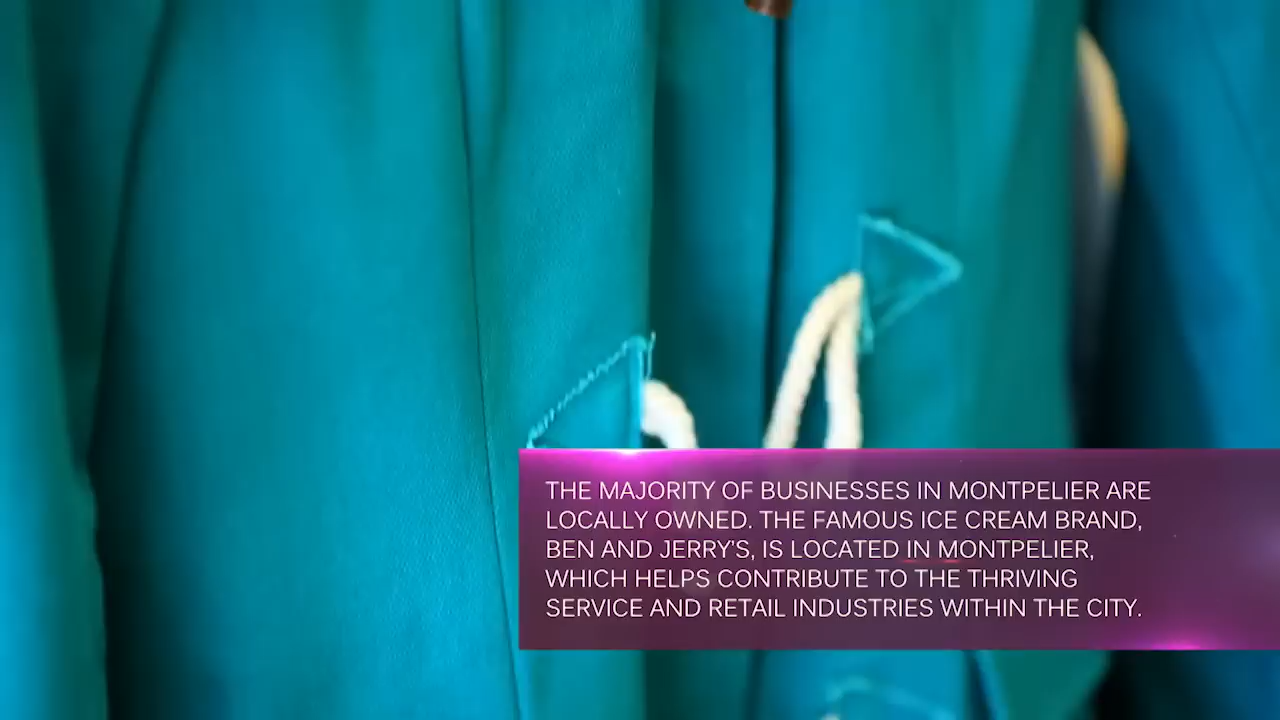 THE MAJORITY OF BUSINESSES IN MONTPELIER ARE
LOCALLY OWNED. THE FAMOUS ICE CREAM BRAND,
BEN AND JERRY'S, IS LOCATED IN MONTPELIER,
WHICH HELPS CONTRIBUTE TO THE THRIVING
SERVICE AND RETAIL INDUSTRIES WITHIN THE CITY.